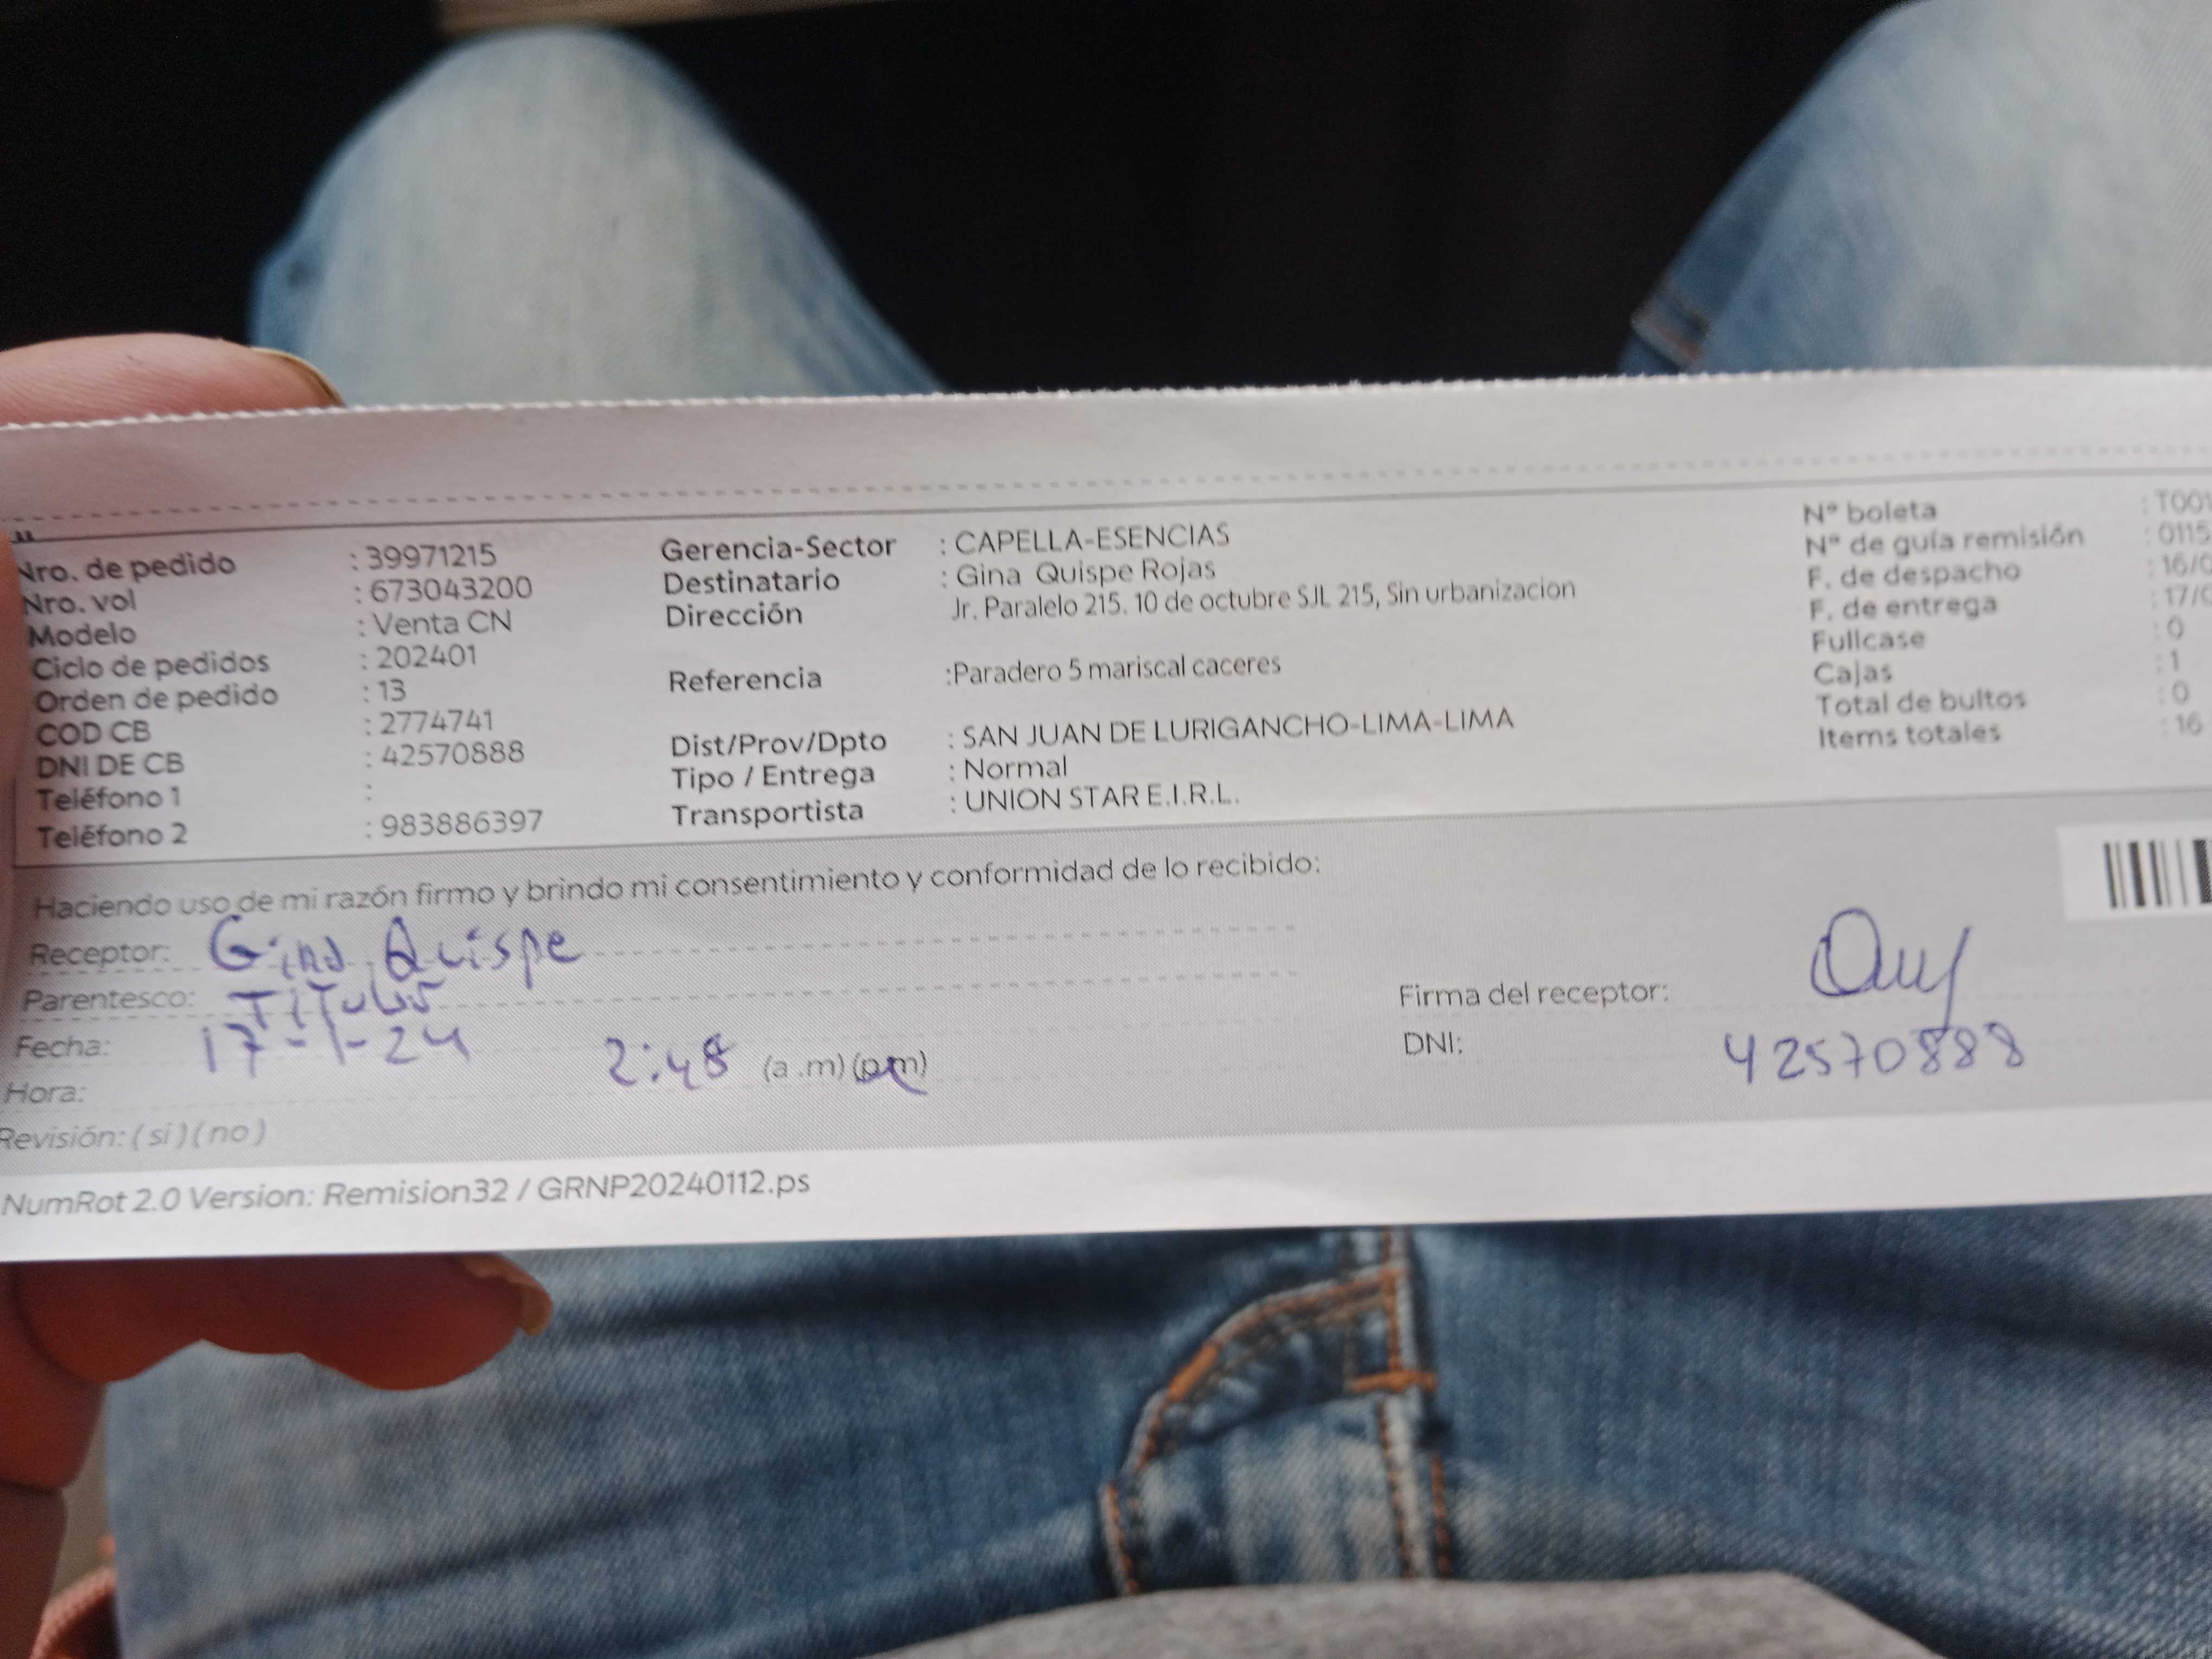 Nro. de pedido : 39971215
Nro. vol : 673043200
Modelo : Venta CN
Ciclo de pedidos : 202401
Orden de pedido : 13
COD CB : 2774741
DNI DE CB : 42570888
Teléfono 1 :
Teléfono 2 : 983886397
Gerencia-Sector : CAPELLA-ESENCIAS
Destinatario : Gina Quispe Rojas
Dirección Jr. Paralelo 215. 10 de octubre SJL 215, Sin urbanizacion
Referencia :Paradero 5 mariscal caceres
Dist/Prov/Dpto : SAN JUAN DE LURIGANCHO-LIMA-LIMA
Tipo / Entrega : Normal
Transportista : UNION STAR E.I.R.L.
N° boleta : T001
N° de guía remisión : 0115
F. de despacho : 16/0
F. de entrega : 17/0
Fullcase : 0
Cajas : 1
Total de bultos : 0
Items totales : 16
Haciendo uso de mi razón firmo y brindo mi consentimiento y conformidad de lo recibido:
Receptor: Gina Quispe
Parentesco: Titular
Fecha: 17-1-24
Hora: 2:48 (a.m) (p.m)
Revisión: (si) (no)
Firma del receptor:
DNI: 42570888
NumRot 2.0 Version: Remision32 / GRNP20240112.ps